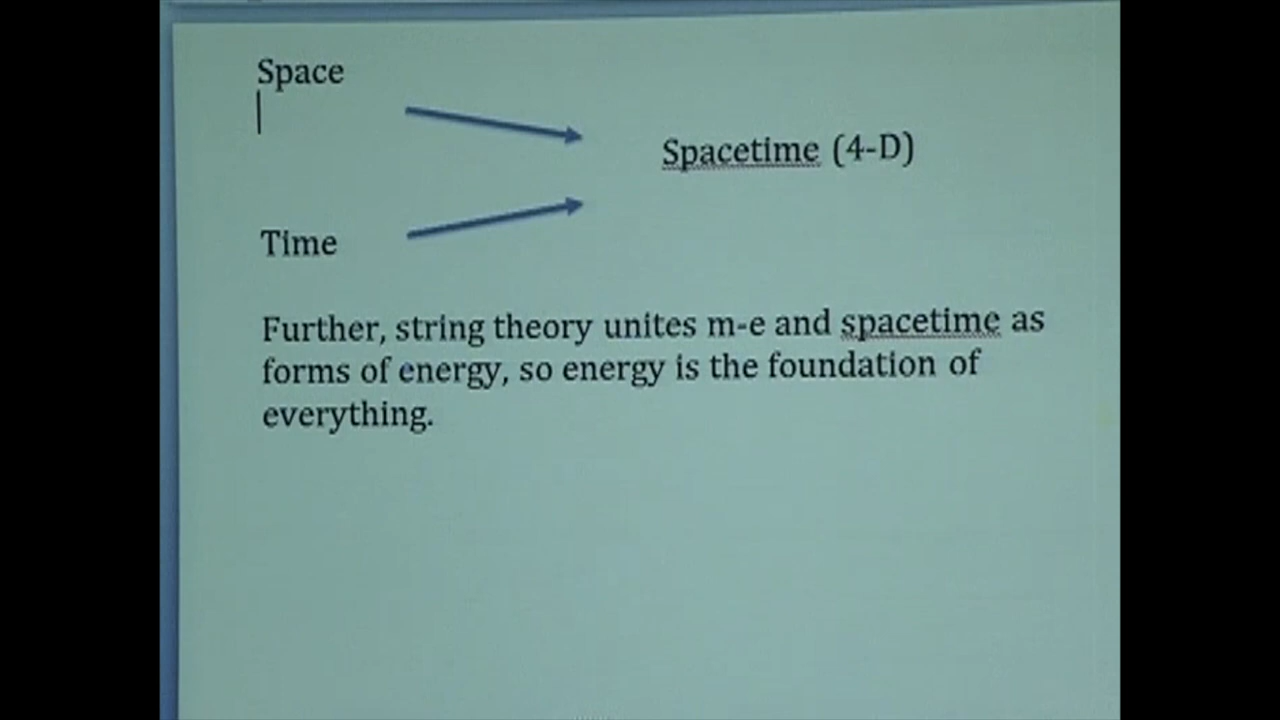 Space
Spacetime (4-D)
Time
Further, string theory unites m-e and spacetime as
forms of energy, so energy is the foundation of
everything.